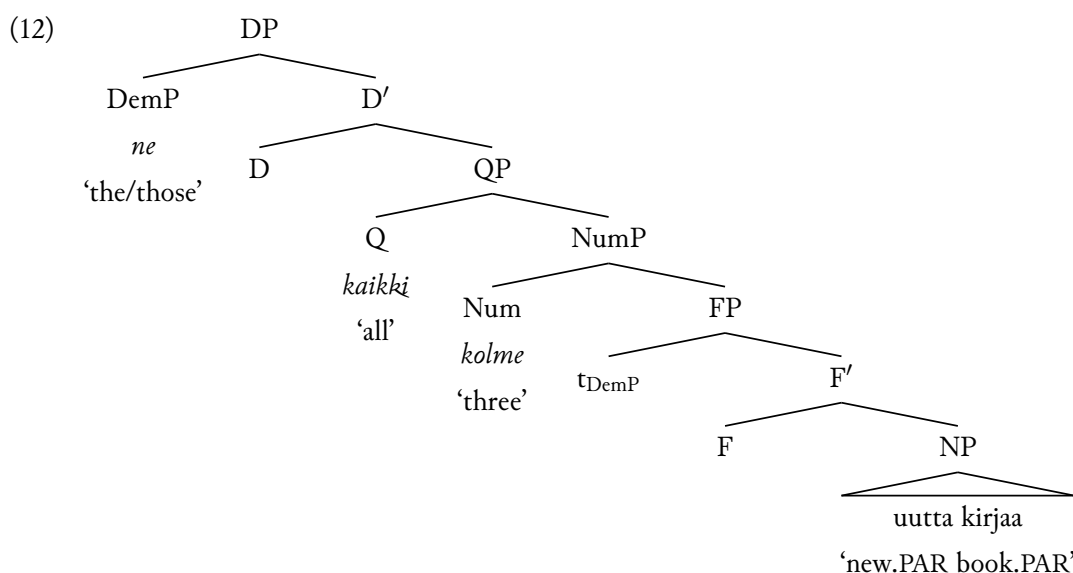 (12) DP
DemP D′
ne
‘the/those’
D QP
Q NumP
kaikki
‘all’
Num FP
kolme
‘three’
tDemP F′
F NP
uutta kirjaa
‘new.PAR book.PAR’